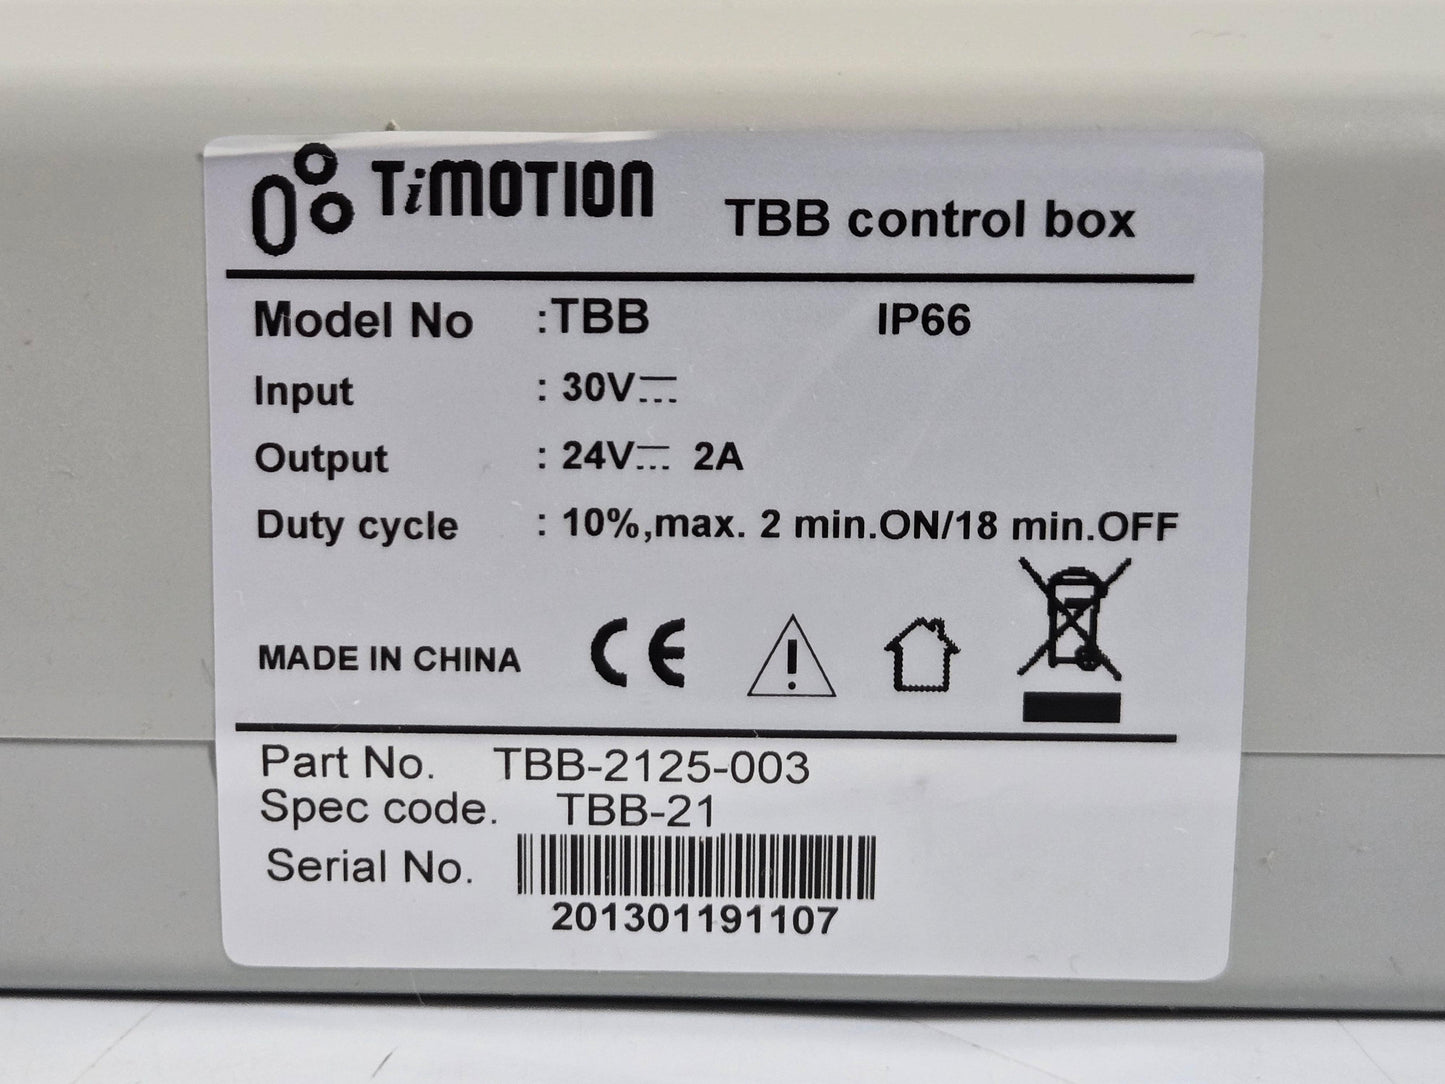 TiMOTION TBB control box
Model No :TBB IP66
Input : 30V⎓
Output : 24V⎓ 2A
Duty cycle : 10%,max. 2 min.ON/18 min.OFF
MADE IN CHINA CE
Part No. TBB-2125-003
Spec code. TBB-21
Serial No.
201301191107